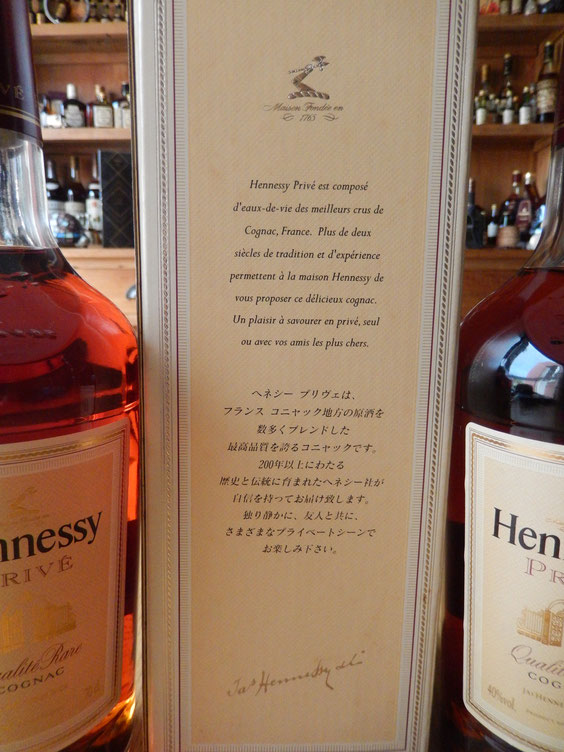 Maison Fondée en
1765
Hennessy Privé est composé
d'eaux-de-vie des meilleurs crus de
Cognac, France. Plus de deux
siècles de tradition et d'expérience
permettent à la maison Hennessy de
vous proposer ce délicieux cognac.
Un plaisir à savourer en privé, seul
ou avec vos amis les plus chers.
ヘネシー プリヴェは、
フランス コニャック地方の原酒を
数多くブレンドした
最高品質を誇るコニャックです。
200年以上にわたる
歴史と伝統に育まれたヘネシー社が
自信を持ってお届け致します。
独り静かに、友人と共に、
さまざまなプライベートシーンで
お楽しみ下さい。
Jas Hennessy
nnessy
PRIVÉ
Qualité Rare
COGNAC
Hen
PR
Qual
COG
40%vol.
JAS HENNE